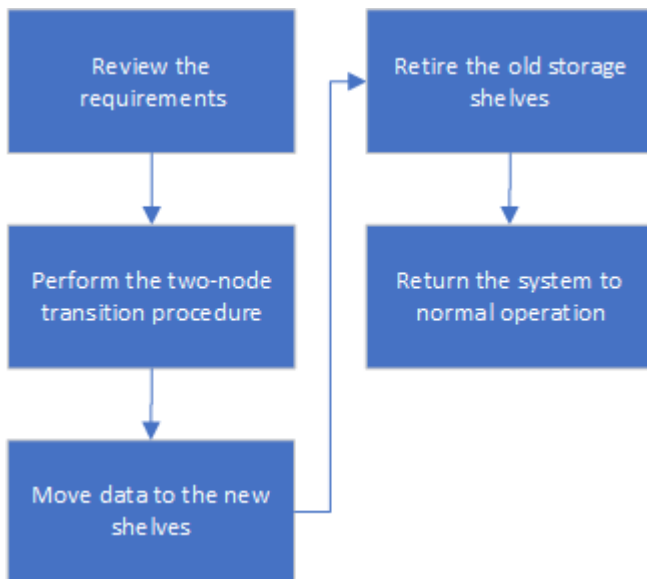 Review the
requirements
Perform the two-node
transition procedure
Move data to the new
shelves
Retire the old storage
shelves
Return the system to
normal operation